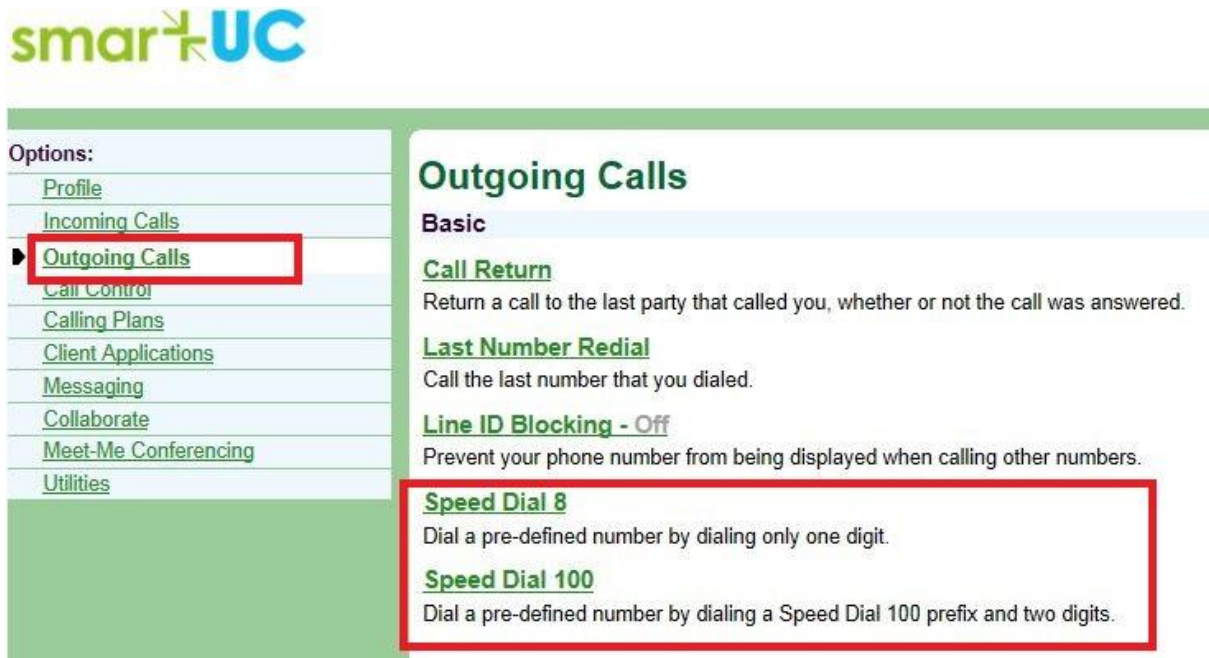 smartUC
Options:
Profile
Incoming Calls
Outgoing Calls
Call Control
Calling Plans
Client Applications
Messaging
Collaborate
Meet-Me Conferencing
Utilities
Outgoing Calls
Basic
Call Return
Return a call to the last party that called you, whether or not the call was answered.
Last Number Redial
Call the last number that you dialed.
Line ID Blocking - Off
Prevent your phone number from being displayed when calling other numbers.
Speed Dial 8
Dial a pre-defined number by dialing only one digit.
Speed Dial 100
Dial a pre-defined number by dialing a Speed Dial 100 prefix and two digits.